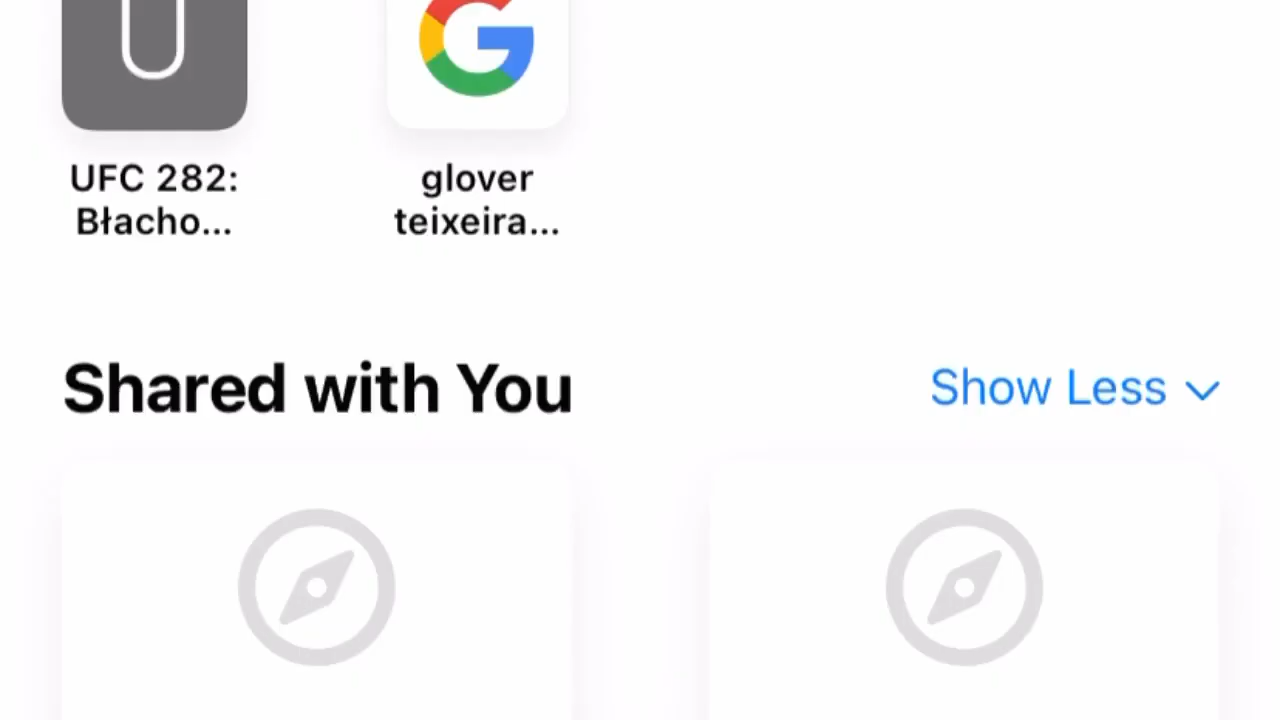 U
G
UFC 282:
Błacho...
glover
teixeira...
Shared with You
Show Less